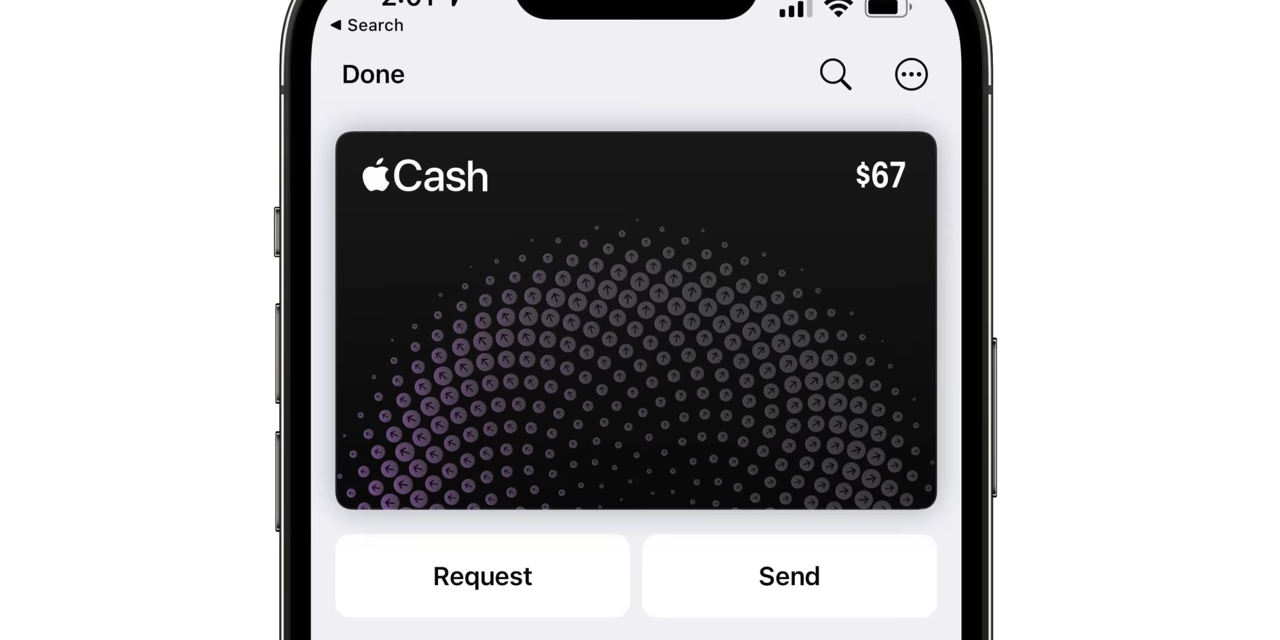 ◀ Search
Done
Cash
$67
Request
Send